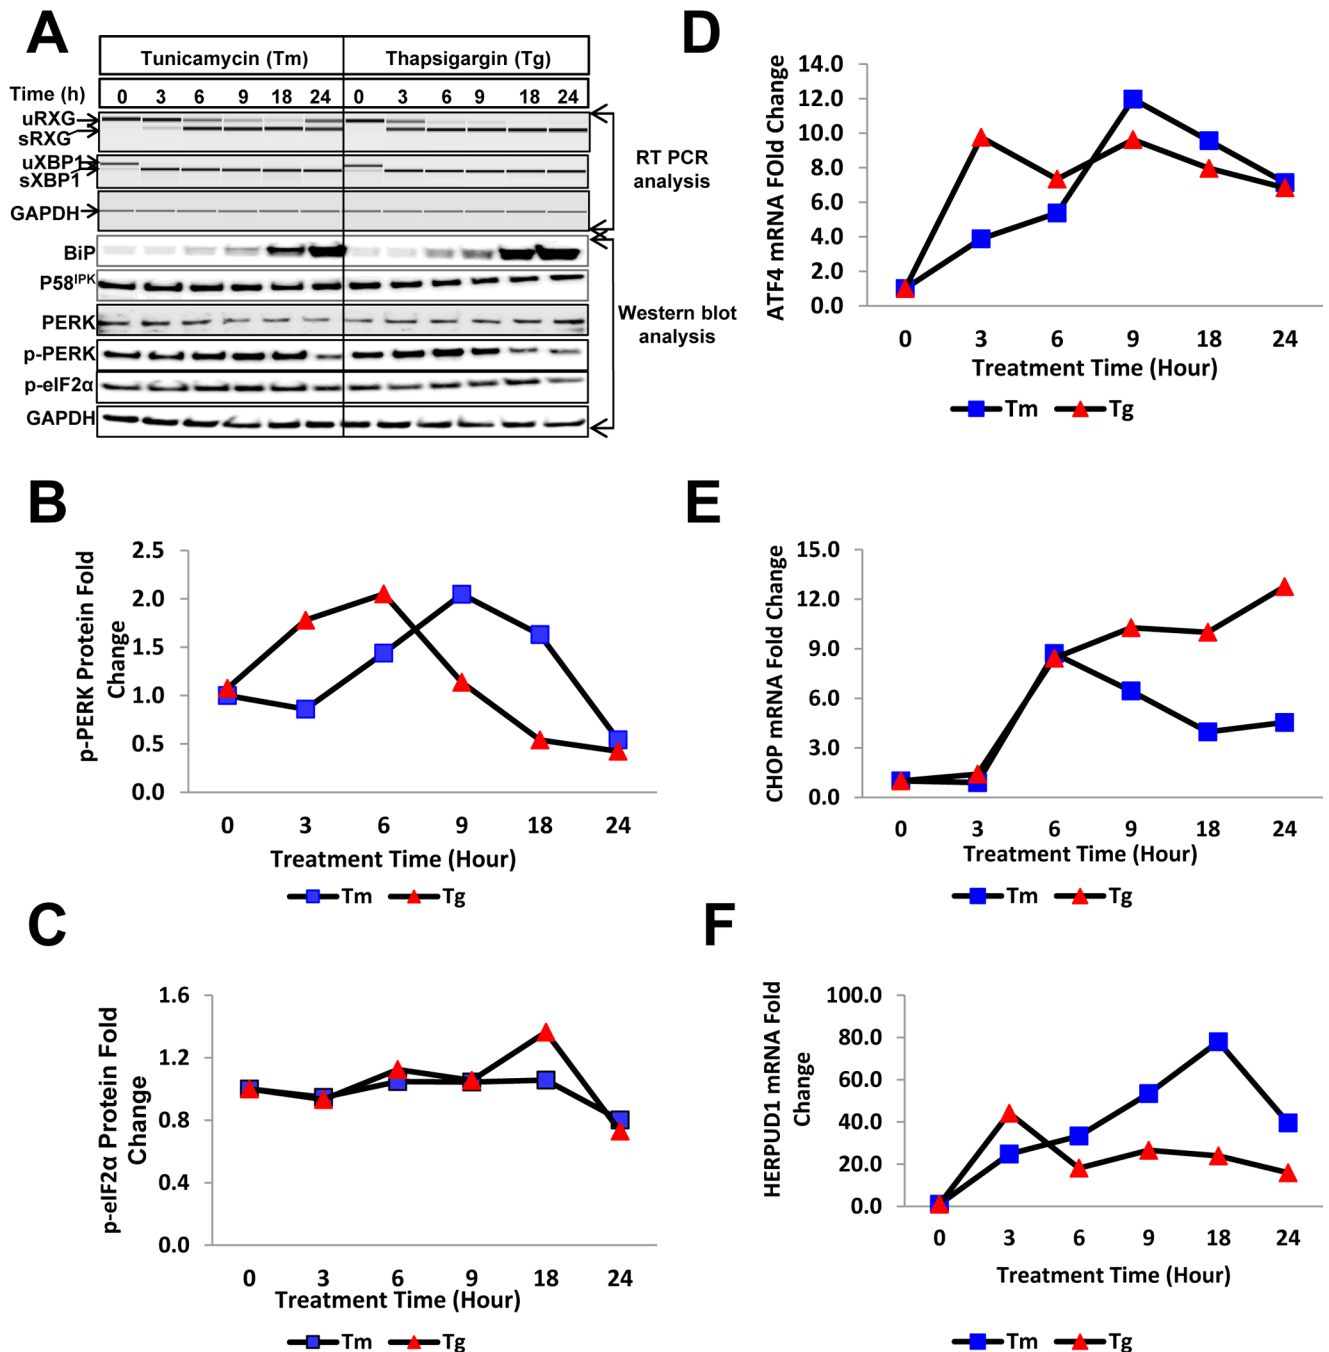 A
Tunicamycin (Tm) Thapsigargin (Tg)
Time (h) 0 3 6 9 18 24 0 3 6 9 18 24
uRXG
sRXG
uXBP1
sXBP1
GAPDH
RT PCR
analysis
BiP
P58IPK
PERK
p-PERK
p-eIF2α
GAPDH
Western blot
analysis
B
p-PERK Protein Fold
Change
2.5
2.0
1.5
1.0
0.5
0.0
0 3 6 9 18 24
Treatment Time (Hour)
Tm Tg
C
p-eIF2α Protein Fold
Change
1.6
1.2
0.8
0.4
0.0
0 3 6 9 18 24
Treatment Time (Hour)
Tm Tg
D
ATF4 mRNA FOld Change
14.0
12.0
10.0
8.0
6.0
4.0
2.0
0.0
0 3 6 9 18 24
Treatment Time (Hour)
Tm Tg
E
CHOP mRNA Fold Change
15.0
12.0
9.0
6.0
3.0
0.0
0 3 6 9 18 24
Treatment Time (Hour)
Tm Tg
F
HERPUD1 mRNA Fold
Change
100.0
80.0
60.0
40.0
20.0
0.0
0 3 6 9 18 24
Treatment Time (Hour)
Tm Tg